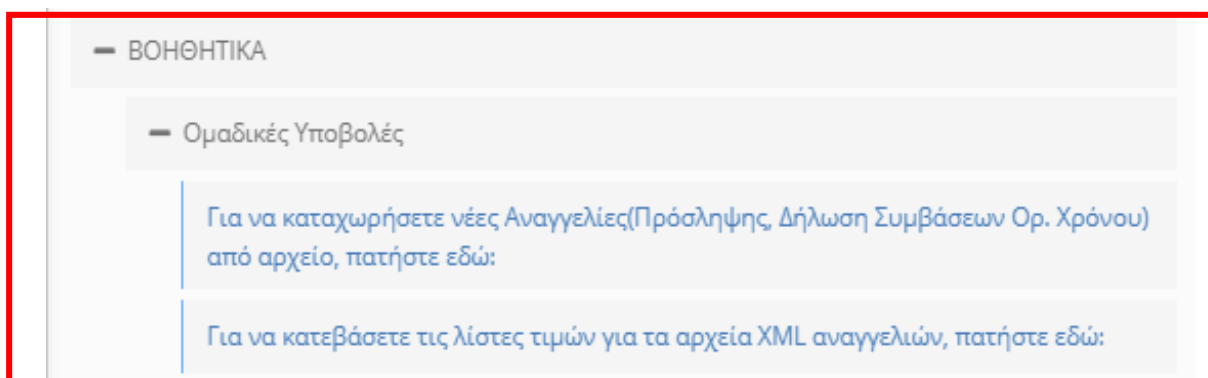 ΒΟΗΘΗΤΙΚΑ
Ομαδικές Υποβολές
Για να καταχωρήσετε νέες Αναγγελίες(Πρόσληψης, Δήλωση Συμβάσεων Ορ. Χρόνου)
από αρχείο, πατήστε εδώ:
Για να κατεβάσετε τις λίστες τιμών για τα αρχεία XML αναγγελιών, πατήστε εδώ: